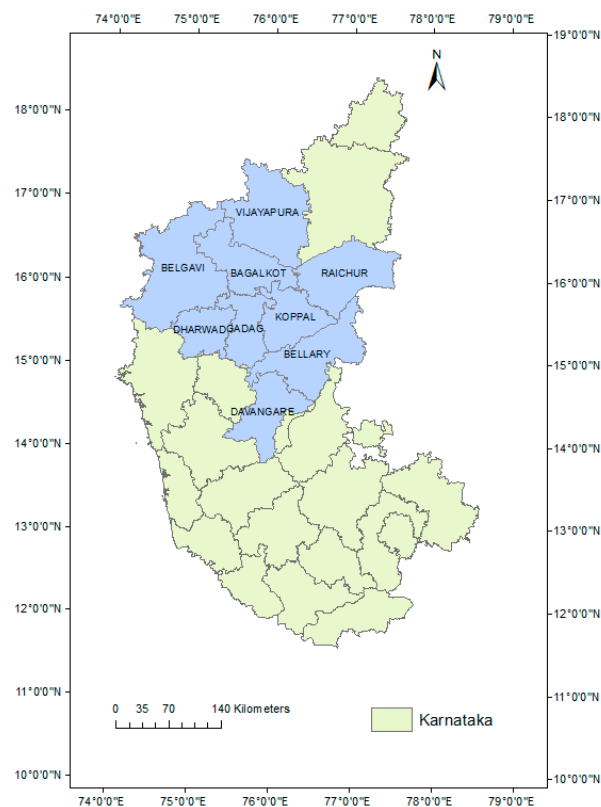 74°0'0"E 75°0'0"E 76°0'0"E 77°0'0"E 78°0'0"E 79°0'0"E
19°0'0"N
N
18°0'0"N 18°0'0"N
17°0'0"N 17°0'0"N
VIJAYAPURA
BELGAVI
BAGALKOT RAICHUR
16°0'0"N 16°0'0"N
KOPPAL
DHARWAD GADAG
BELLARY
15°0'0"N 15°0'0"N
DAVANGARE
14°0'0"N 14°0'0"N
13°0'0"N 13°0'0"N
12°0'0"N 12°0'0"N
11°0'0"N 11°0'0"N
0 35 70 140 Kilometers
Karnataka
10°0'0"N 10°0'0"N
74°0'0"E 75°0'0"E 76°0'0"E 77°0'0"E 78°0'0"E 79°0'0"E